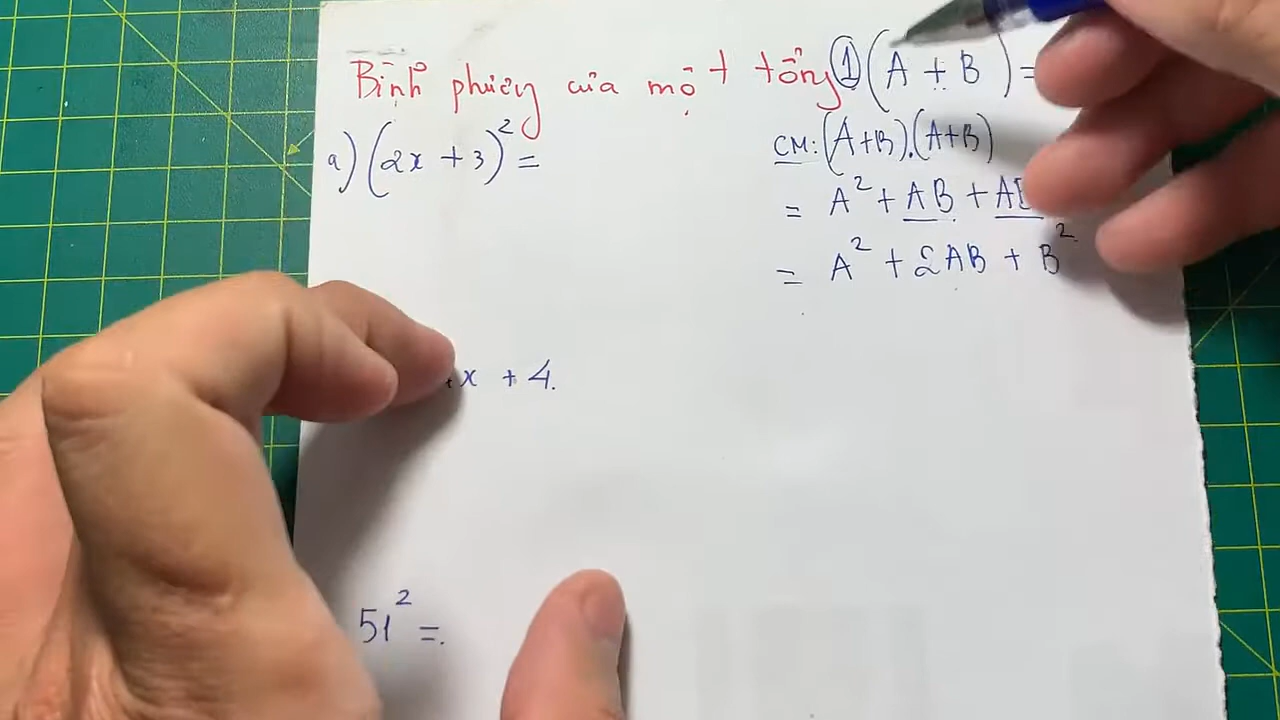 Bình phương của một tổng ① (A + B) =
a) (2x + 3)² =
CM: (A+B).(A+B)
= A² + AB + AB
= A² + 2AB + B²
x + 4.
51² =